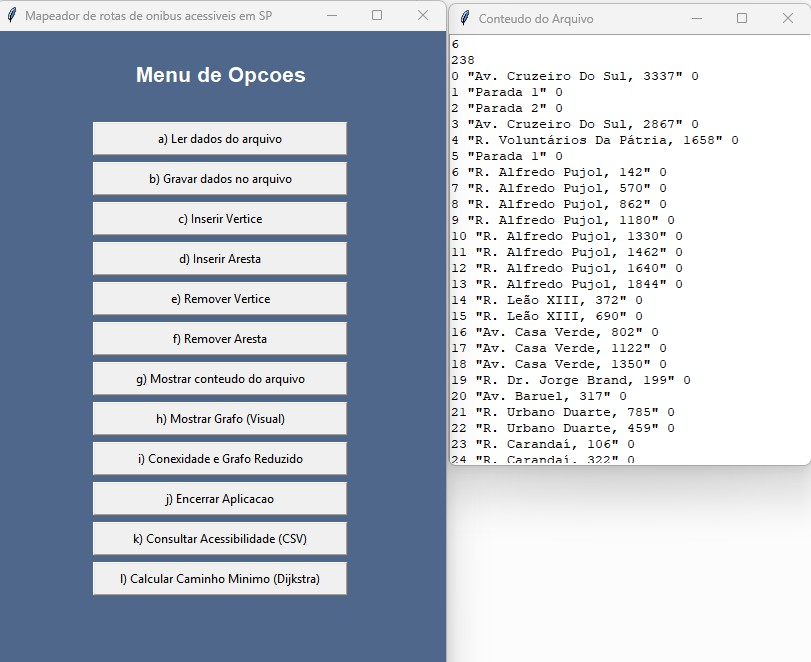 Mapeador de rotas de onibus acessiveis em SP
Menu de Opcoes
a) Ler dados do arquivo
b) Gravar dados no arquivo
c) Inserir Vertice
d) Inserir Aresta
e) Remover Vertice
f) Remover Aresta
g) Mostrar conteudo do arquivo
h) Mostrar Grafo (Visual)
i) Conexidade e Grafo Reduzido
j) Encerrar Aplicacao
k) Consultar Acessibilidade (CSV)
l) Calcular Caminho Minimo (Dijkstra)
Conteudo do Arquivo
6
238
0 "Av. Cruzeiro Do Sul, 3337" 0
1 "Parada 1" 0
2 "Parada 2" 0
3 "Av. Cruzeiro Do Sul, 2867" 0
4 "R. Voluntários Da Pátria, 1658" 0
5 "Parada 1" 0
6 "R. Alfredo Pujol, 142" 0
7 "R. Alfredo Pujol, 570" 0
8 "R. Alfredo Pujol, 862" 0
9 "R. Alfredo Pujol, 1180" 0
10 "R. Alfredo Pujol, 1330" 0
11 "R. Alfredo Pujol, 1462" 0
12 "R. Alfredo Pujol, 1640" 0
13 "R. Alfredo Pujol, 1844" 0
14 "R. Leão XIII, 372" 0
15 "R. Leão XIII, 690" 0
16 "Av. Casa Verde, 802" 0
17 "Av. Casa Verde, 1122" 0
18 "Av. Casa Verde, 1350" 0
19 "R. Dr. Jorge Brand, 199" 0
20 "Av. Baruel, 317" 0
21 "R. Urbano Duarte, 785" 0
22 "R. Urbano Duarte, 459" 0
23 "R. Carandaí, 106" 0
24 "R. Carandaí, 322" 0